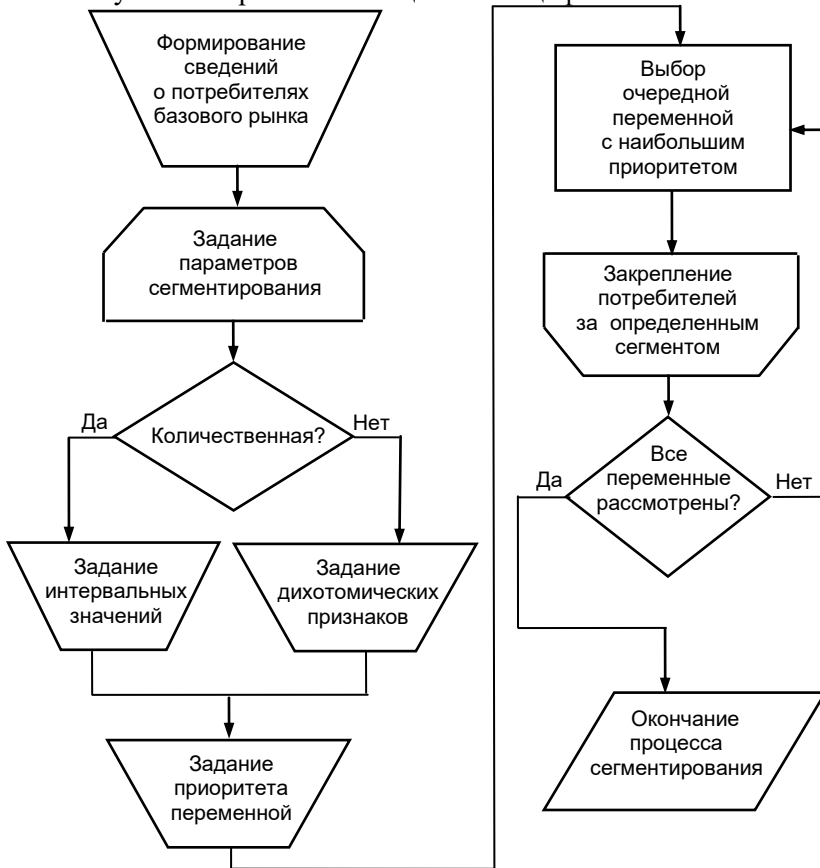 Формирование
сведений
о потребителях
базового рынка
Задание
параметров
сегментирования
Количественная?
Да
Нет
Задание
интервальных
значений
Задание
дихотомических
признаков
Задание
приоритета
переменной
Выбор
очередной
переменной
с наибольшим
приоритетом
Закрепление
потребителей
за определенным
сегментом
Все
переменные
рассмотрены?
Да
Нет
Окончание
процесса
сегментирования